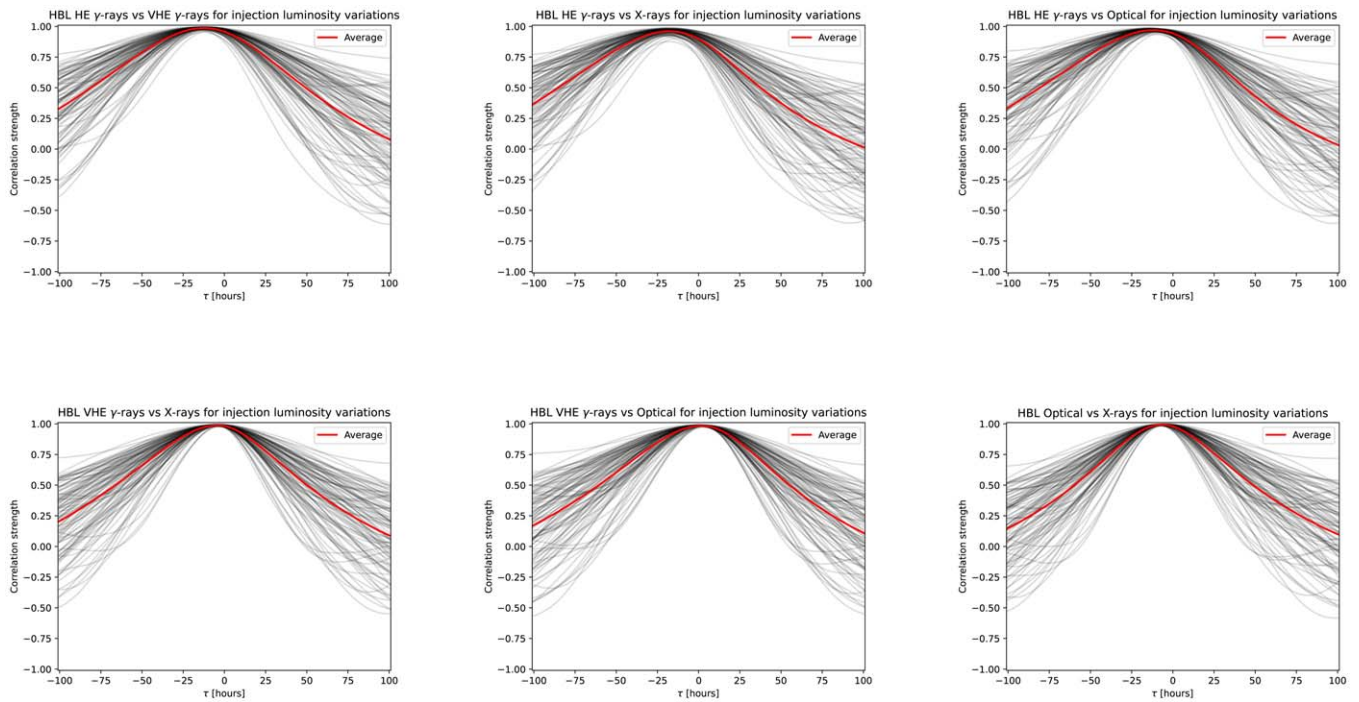 HBL HE γ-rays vs VHE γ-rays for injection luminosity variations
1.00
0.75
0.50
0.25
0.00
−0.25
−0.50
−0.75
−1.00
Correlation strength
Average
−100 −75 −50 −25 0 25 50 75 100
τ [hours]
HBL HE γ-rays vs X-rays for injection luminosity variations
1.00
0.75
0.50
0.25
0.00
−0.25
−0.50
−0.75
−1.00
Correlation strength
Average
−100 −75 −50 −25 0 25 50 75 100
τ [hours]
HBL HE γ-rays vs Optical for injection luminosity variations
1.00
0.75
0.50
0.25
0.00
−0.25
−0.50
−0.75
−1.00
Correlation strength
Average
−100 −75 −50 −25 0 25 50 75 100
τ [hours]
HBL VHE γ-rays vs X-rays for injection luminosity variations
1.00
0.75
0.50
0.25
0.00
−0.25
−0.50
−0.75
−1.00
Correlation strength
Average
−100 −75 −50 −25 0 25 50 75 100
τ [hours]
HBL VHE γ-rays vs Optical for injection luminosity variations
1.00
0.75
0.50
0.25
0.00
−0.25
−0.50
−0.75
−1.00
Correlation strength
Average
−100 −75 −50 −25 0 25 50 75 100
τ [hours]
HBL Optical vs X-rays for injection luminosity variations
1.00
0.75
0.50
0.25
0.00
−0.25
−0.50
−0.75
−1.00
Correlation strength
Average
−100 −75 −50 −25 0 25 50 75 100
τ [hours]